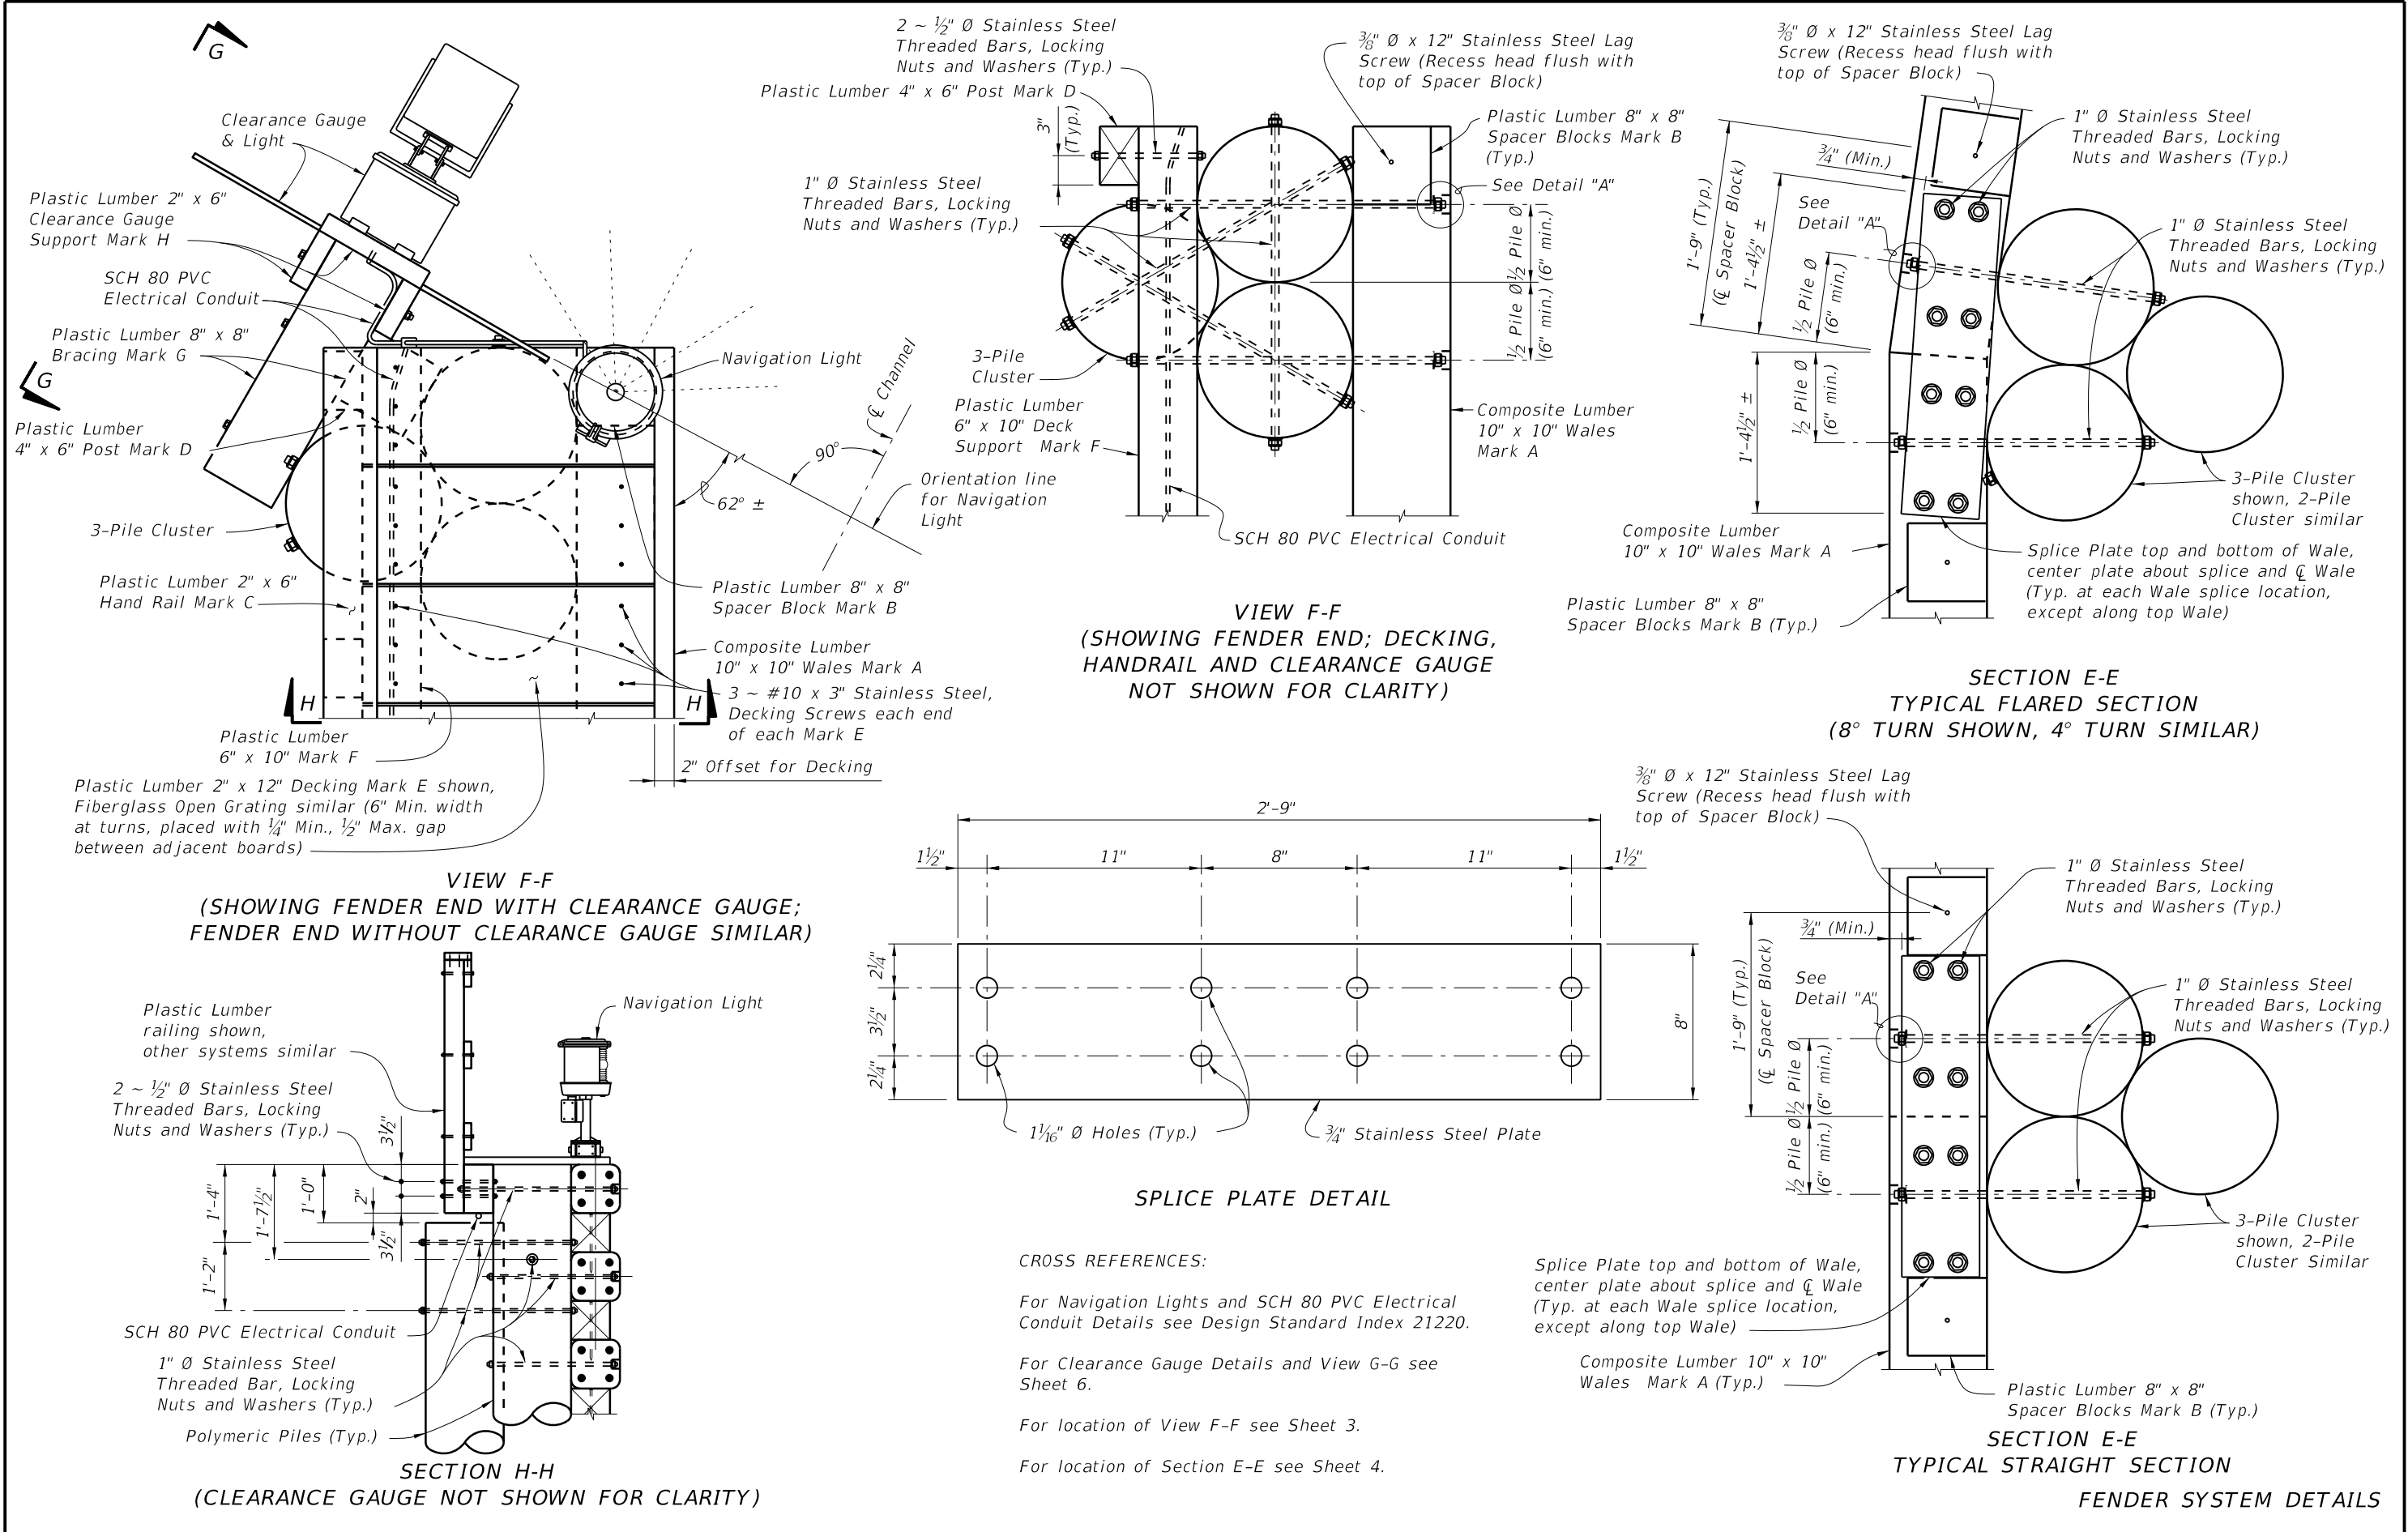 G
Clearance Gauge
& Light
Plastic Lumber 2" x 6"
Clearance Gauge
Support Mark H
SCH 80 PVC
Electrical Conduit
Plastic Lumber 8" x 8"
Bracing Mark G
G
Plastic Lumber
4" x 6" Post Mark D
3-Pile Cluster
Plastic Lumber 2" x 6"
Hand Rail Mark C
Navigation Light
℄ Channel
90°
62° ±
Orientation line
for Navigation
Light
Plastic Lumber 8" x 8"
Spacer Block Mark B
Composite Lumber
10" x 10" Wales Mark A
3 ~ #10 x 3" Stainless Steel,
Decking Screws each end
of each Mark E
H
H
Plastic Lumber
6" x 10" Mark F
2" Offset for Decking
Plastic Lumber 2" x 12" Decking Mark E shown,
Fiberglass Open Grating similar (6" Min. width
at turns, placed with ¼" Min., ½" Max. gap
between adjacent boards)
VIEW F-F
(SHOWING FENDER END WITH CLEARANCE GAUGE;
FENDER END WITHOUT CLEARANCE GAUGE SIMILAR)
2 ~ ½" Ø Stainless Steel
Threaded Bars, Locking
Nuts and Washers (Typ.)
Plastic Lumber 4" x 6" Post Mark D
3"
(Typ.)
1" Ø Stainless Steel
Threaded Bars, Locking
Nuts and Washers (Typ.)
3-Pile
Cluster
Plastic Lumber
6" x 10" Deck
Support Mark F
⅜" Ø x 12" Stainless Steel Lag
Screw (Recess head flush with
top of Spacer Block)
Plastic Lumber 8" x 8"
Spacer Blocks Mark B
(Typ.)
See Detail "A"
½ Pile Ø
(6" min.)
½ Pile Ø
(6" min.)
Composite Lumber
10" x 10" Wales
Mark A
SCH 80 PVC Electrical Conduit
VIEW F-F
(SHOWING FENDER END; DECKING,
HANDRAIL AND CLEARANCE GAUGE
NOT SHOWN FOR CLARITY)
⅜" Ø x 12" Stainless Steel Lag
Screw (Recess head flush with
top of Spacer Block)
1" Ø Stainless Steel
Threaded Bars, Locking
Nuts and Washers (Typ.)
¾" (Min.)
1'-9" (Typ.)
(℄ Spacer Block)
1'-4½" ±
See
Detail "A"
½ Pile Ø
(6" min.)
1" Ø Stainless Steel
Threaded Bars, Locking
Nuts and Washers (Typ.)
½ Pile Ø
(6" min.)
1'-4½" ±
3-Pile Cluster
shown, 2-Pile
Cluster similar
Composite Lumber
10" x 10" Wales Mark A
Splice Plate top and bottom of Wale,
center plate about splice and ℄ Wale
(Typ. at each Wale splice location,
except along top Wale)
Plastic Lumber 8" x 8"
Spacer Blocks Mark B (Typ.)
SECTION E-E
TYPICAL FLARED SECTION
(8° TURN SHOWN, 4° TURN SIMILAR)
Plastic Lumber
railing shown,
other systems similar
Navigation Light
2 ~ ½" Ø Stainless Steel
Threaded Bars, Locking
Nuts and Washers (Typ.)
3½"
1'-4"
1'-7½"
1'-0"
2"
3½"
1'-2"
SCH 80 PVC Electrical Conduit
1" Ø Stainless Steel
Threaded Bar, Locking
Nuts and Washers (Typ.)
Polymeric Piles (Typ.)
SECTION H-H
(CLEARANCE GAUGE NOT SHOWN FOR CLARITY)
2'-9"
1½"
11"
8"
11"
1½"
2¼"
3½"
2¼"
8"
1 1/16" Ø Holes (Typ.)
¾" Stainless Steel Plate
SPLICE PLATE DETAIL
CROSS REFERENCES:
For Navigation Lights and SCH 80 PVC Electrical
Conduit Details see Design Standard Index 21220.
For Clearance Gauge Details and View G-G see
Sheet 6.
For location of View F-F see Sheet 3.
For location of Section E-E see Sheet 4.
⅜" Ø x 12" Stainless Steel Lag
Screw (Recess head flush with
top of Spacer Block)
1" Ø Stainless Steel
Threaded Bars, Locking
Nuts and Washers (Typ.)
¾" (Min.)
1'-9" (Typ.)
(℄ Spacer Block)
See
Detail "A"
½ Pile Ø
(6" min.)
½ Pile Ø
(6" min.)
1" Ø Stainless Steel
Threaded Bars, Locking
Nuts and Washers (Typ.)
3-Pile Cluster
shown, 2-Pile
Cluster Similar
Splice Plate top and bottom of Wale,
center plate about splice and ℄ Wale
(Typ. at each Wale splice location,
except along top Wale)
Composite Lumber 10" x 10"
Wales Mark A (Typ.)
Plastic Lumber 8" x 8"
Spacer Blocks Mark B (Typ.)
SECTION E-E
TYPICAL STRAIGHT SECTION
FENDER SYSTEM DETAILS